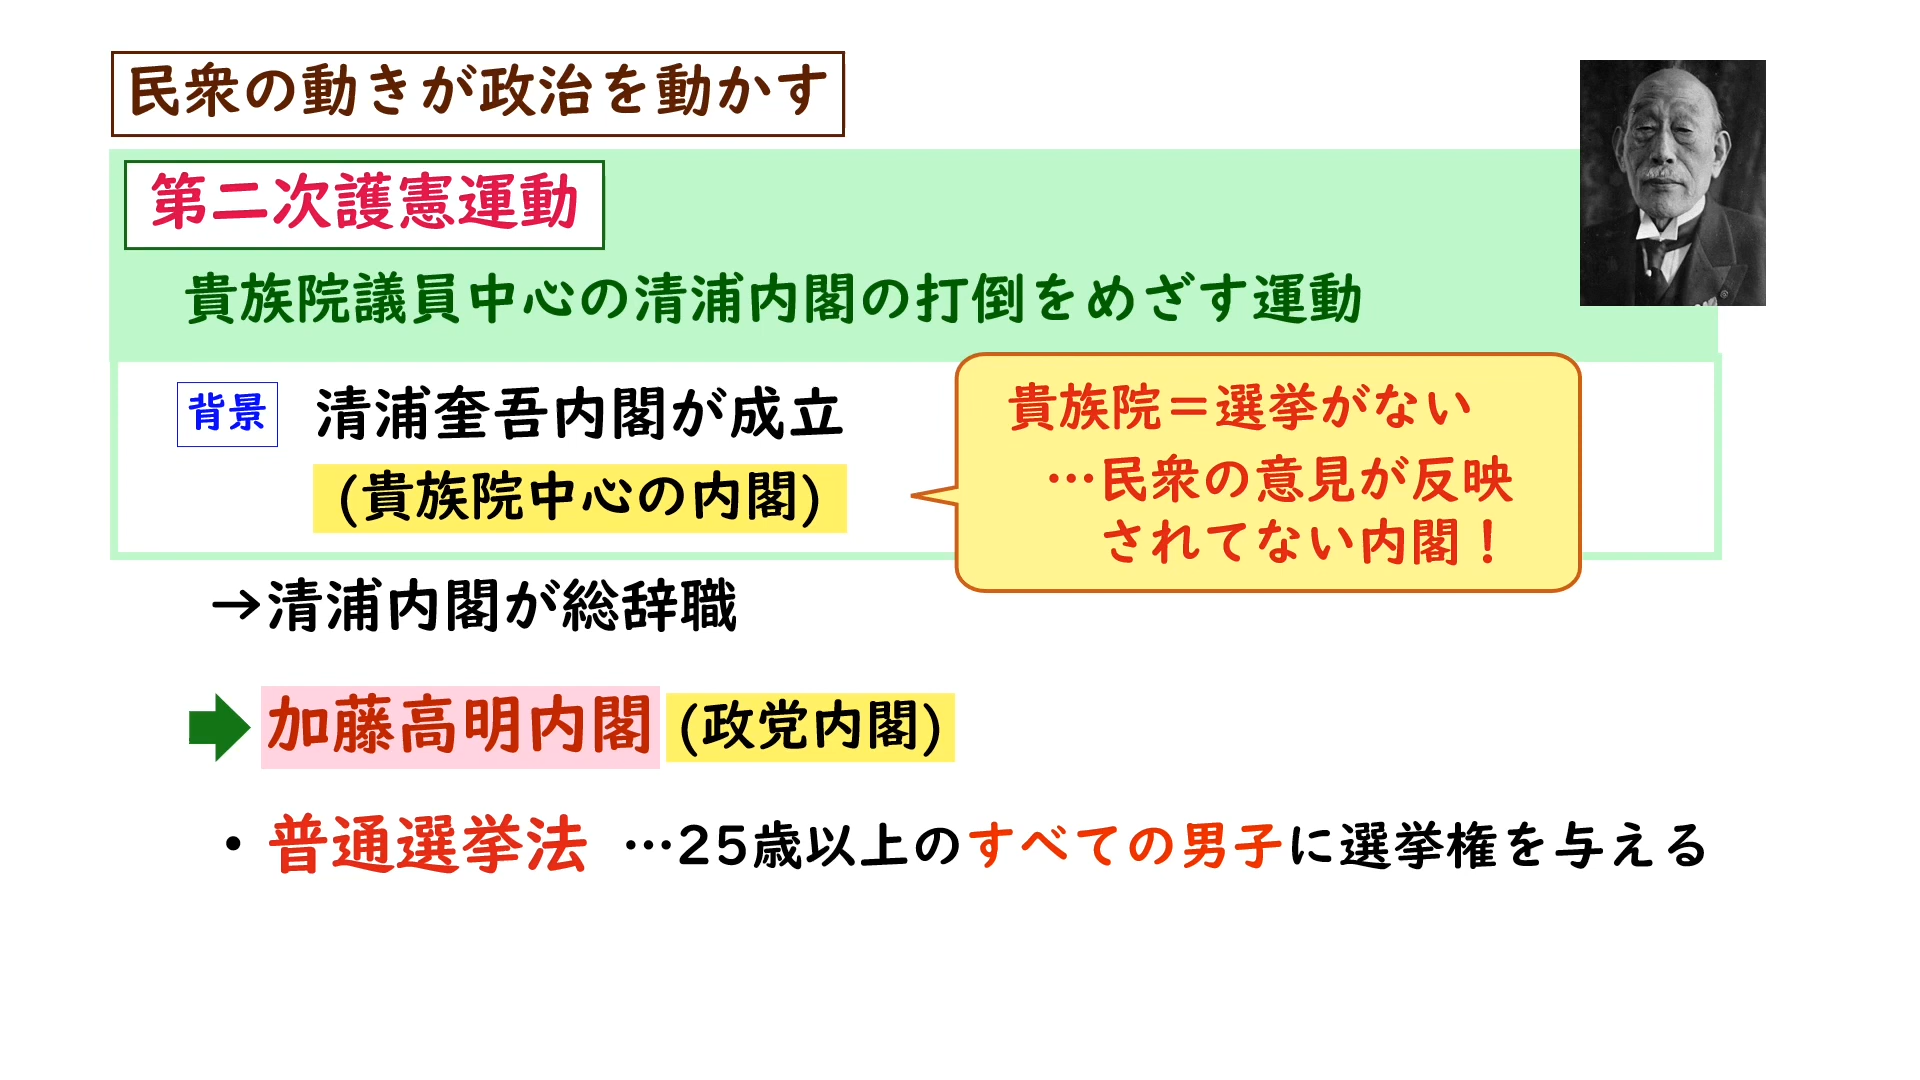 民衆の動きが政治を動かす
第二次護憲運動
貴族院議員中心の清浦内閣の打倒をめざす運動
背景 清浦奎吾内閣が成立
(貴族院中心の内閣)
貴族院＝選挙がない
…民衆の意見が反映
されてない内閣！
→清浦内閣が総辞職
加藤高明内閣 (政党内閣)
・普通選挙法 …25歳以上のすべての男子に選挙権を与える